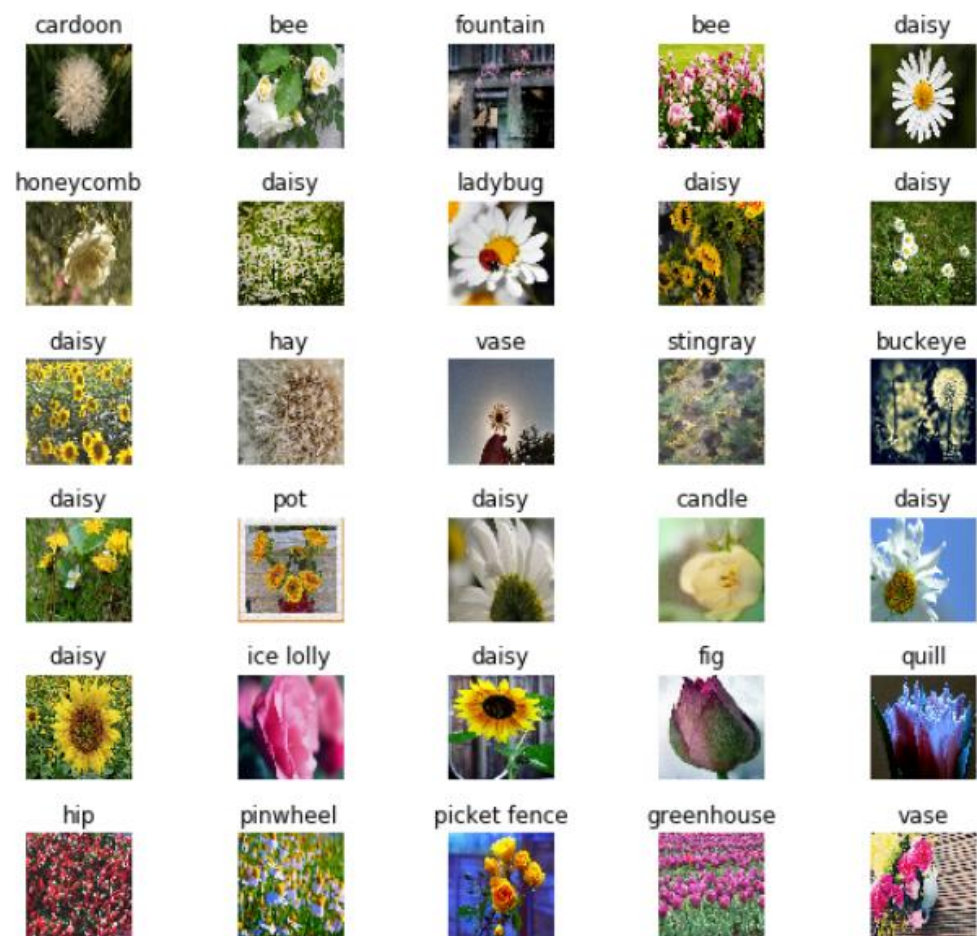 cardoon bee fountain bee daisy
honeycomb daisy ladybug daisy daisy
daisy hay vase stingray buckeye
daisy pot daisy candle daisy
daisy ice lolly daisy fig quill
hip pinwheel picket fence greenhouse vase